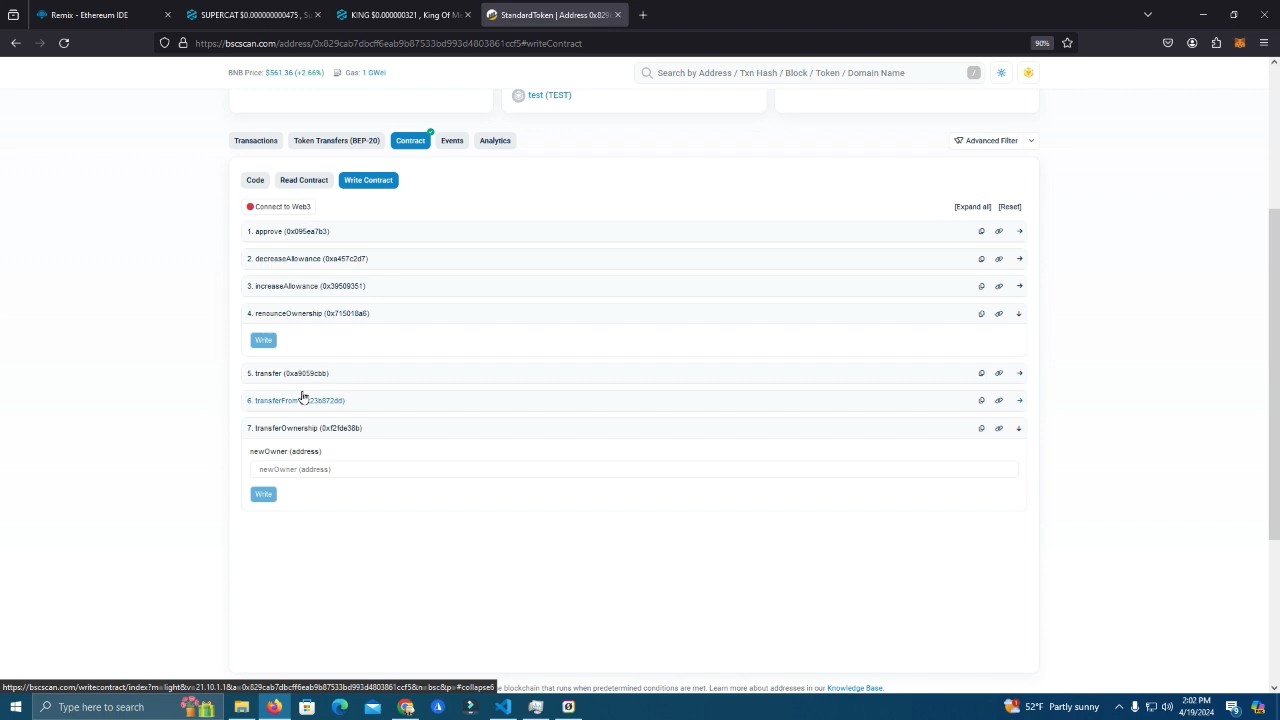 Remix - Ethereum IDE
SUPERCAT $0.000000000475 , Su
KING $0.000000321 , King Of M
StandardToken | Address 0x829c
https://bscscan.com/address/0x829cab7dbcff6eab9b87533bd993d4803861ccf5#writeContract
90%
BNB Price: $561.36 (+2.66%) Gas: 1 GWei
Search by Address / Txn Hash / Block / Token / Domain Name
/
test (TEST)
Transactions
Token Transfers (BEP-20)
Contract
Events
Analytics
Advanced Filter
Code
Read Contract
Write Contract
Connect to Web3
[Expand all] [Reset]
1. approve (0x095ea7b3)
2. decreaseAllowance (0xa457c2d7)
3. increaseAllowance (0x39509351)
4. renounceOwnership (0x715018a6)
Write
5. transfer (0xa9059cbb)
6. transferFrom 23b872dd)
7. transferOwnership (0xf2fde38b)
newOwner (address)
newOwner (address)
Write
https://bscscan.com/writecontract/index?m=light&v=21.10.1.1&a=0x829cab7dbcff6eab9b87533bd993d4803861ccf5&n=bsc&p=#collapse6
e blockchain that runs when predetermined conditions are met. Learn more about addresses in our Knowledge Base.
Type here to search
52°F Partly sunny
2:02 PM
4/19/2024